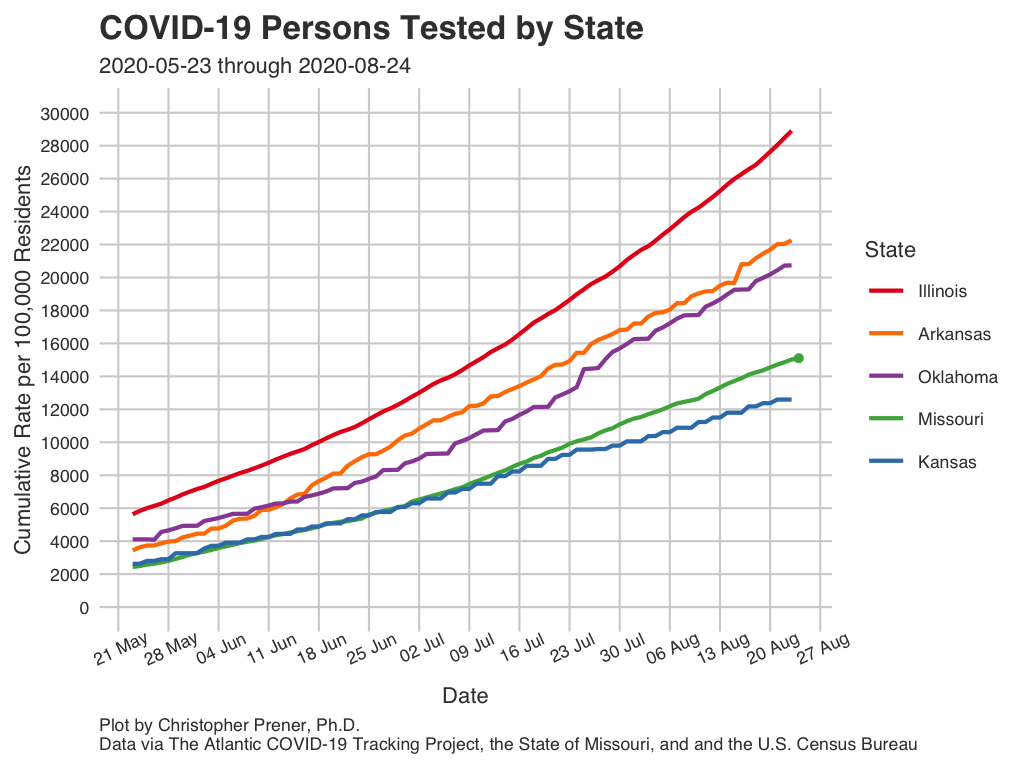 COVID-19 Persons Tested by State
2020-05-23 through 2020-08-24
Cumulative Rate per 100,000 Residents
30000
28000
26000
24000
22000
20000
18000
16000
14000
12000
10000
8000
6000
4000
2000
0
21 May
28 May
04 Jun
11 Jun
18 Jun
25 Jun
02 Jul
09 Jul
16 Jul
23 Jul
30 Jul
06 Aug
13 Aug
20 Aug
27 Aug
Date
State
Illinois
Arkansas
Oklahoma
Missouri
Kansas
Plot by Christopher Prener, Ph.D.
Data via The Atlantic COVID-19 Tracking Project, the State of Missouri, and and the U.S. Census Bureau